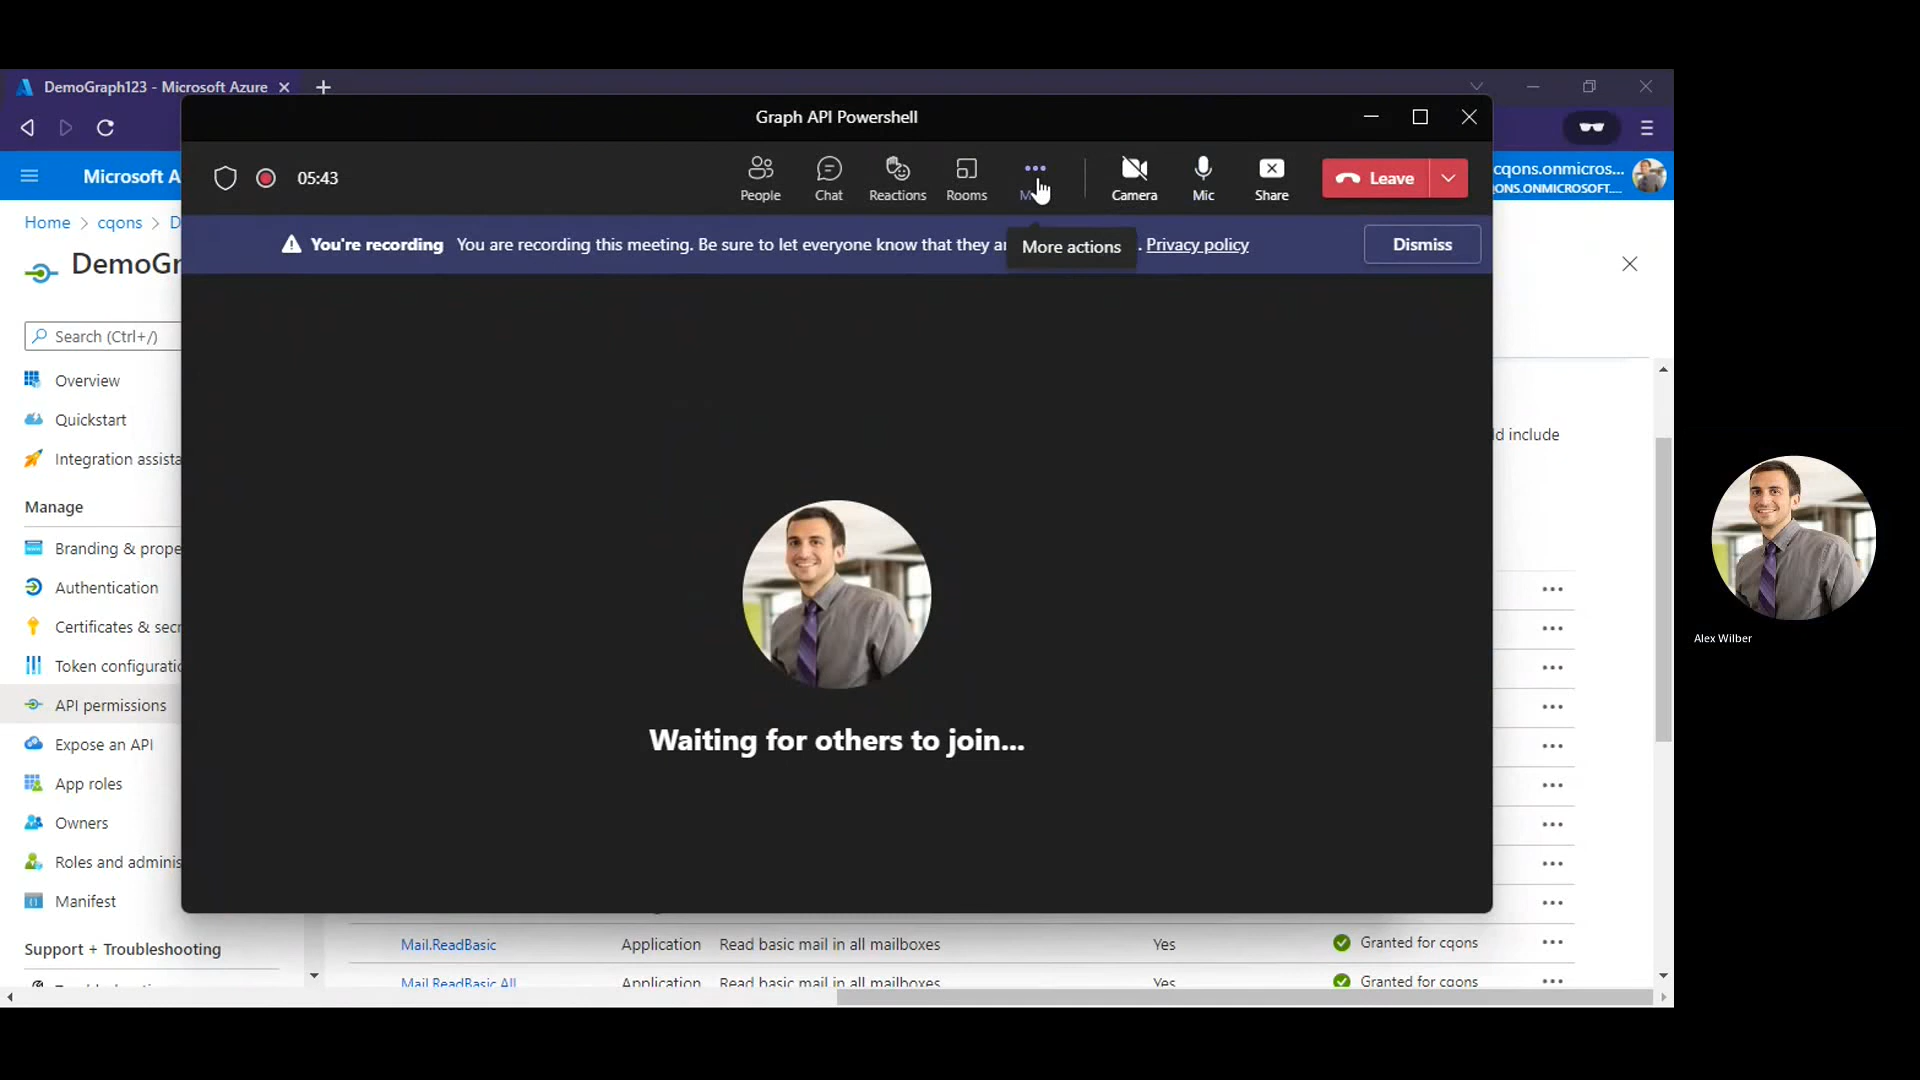 DemoGraph123 - Microsoft Azure
Graph API Powershell
Microsoft A
05:43
People
Chat
Reactions
Rooms
Camera
Mic
Share
Leave
cqons.onmicros...
ONS.ONMICROSOFT....
Home > cqons > D
You're recording You are recording this meeting. Be sure to let everyone know that they ar
More actions
. Privacy policy
Dismiss
DemoGr
Search (Ctrl+/)
Overview
Quickstart
Integration assista
ld include
Manage
Branding & prope
Authentication
Certificates & secr
Token configuratic
API permissions
Expose an API
App roles
Owners
Roles and adminis
Manifest
Support + Troubleshooting
Waiting for others to join...
Alex Wilber
Mail.ReadBasic Application Read basic mail in all mailboxes Yes Granted for cqons
Mail.ReadBasic.All Application Read basic mail in all mailboxes Yes Granted for cqons